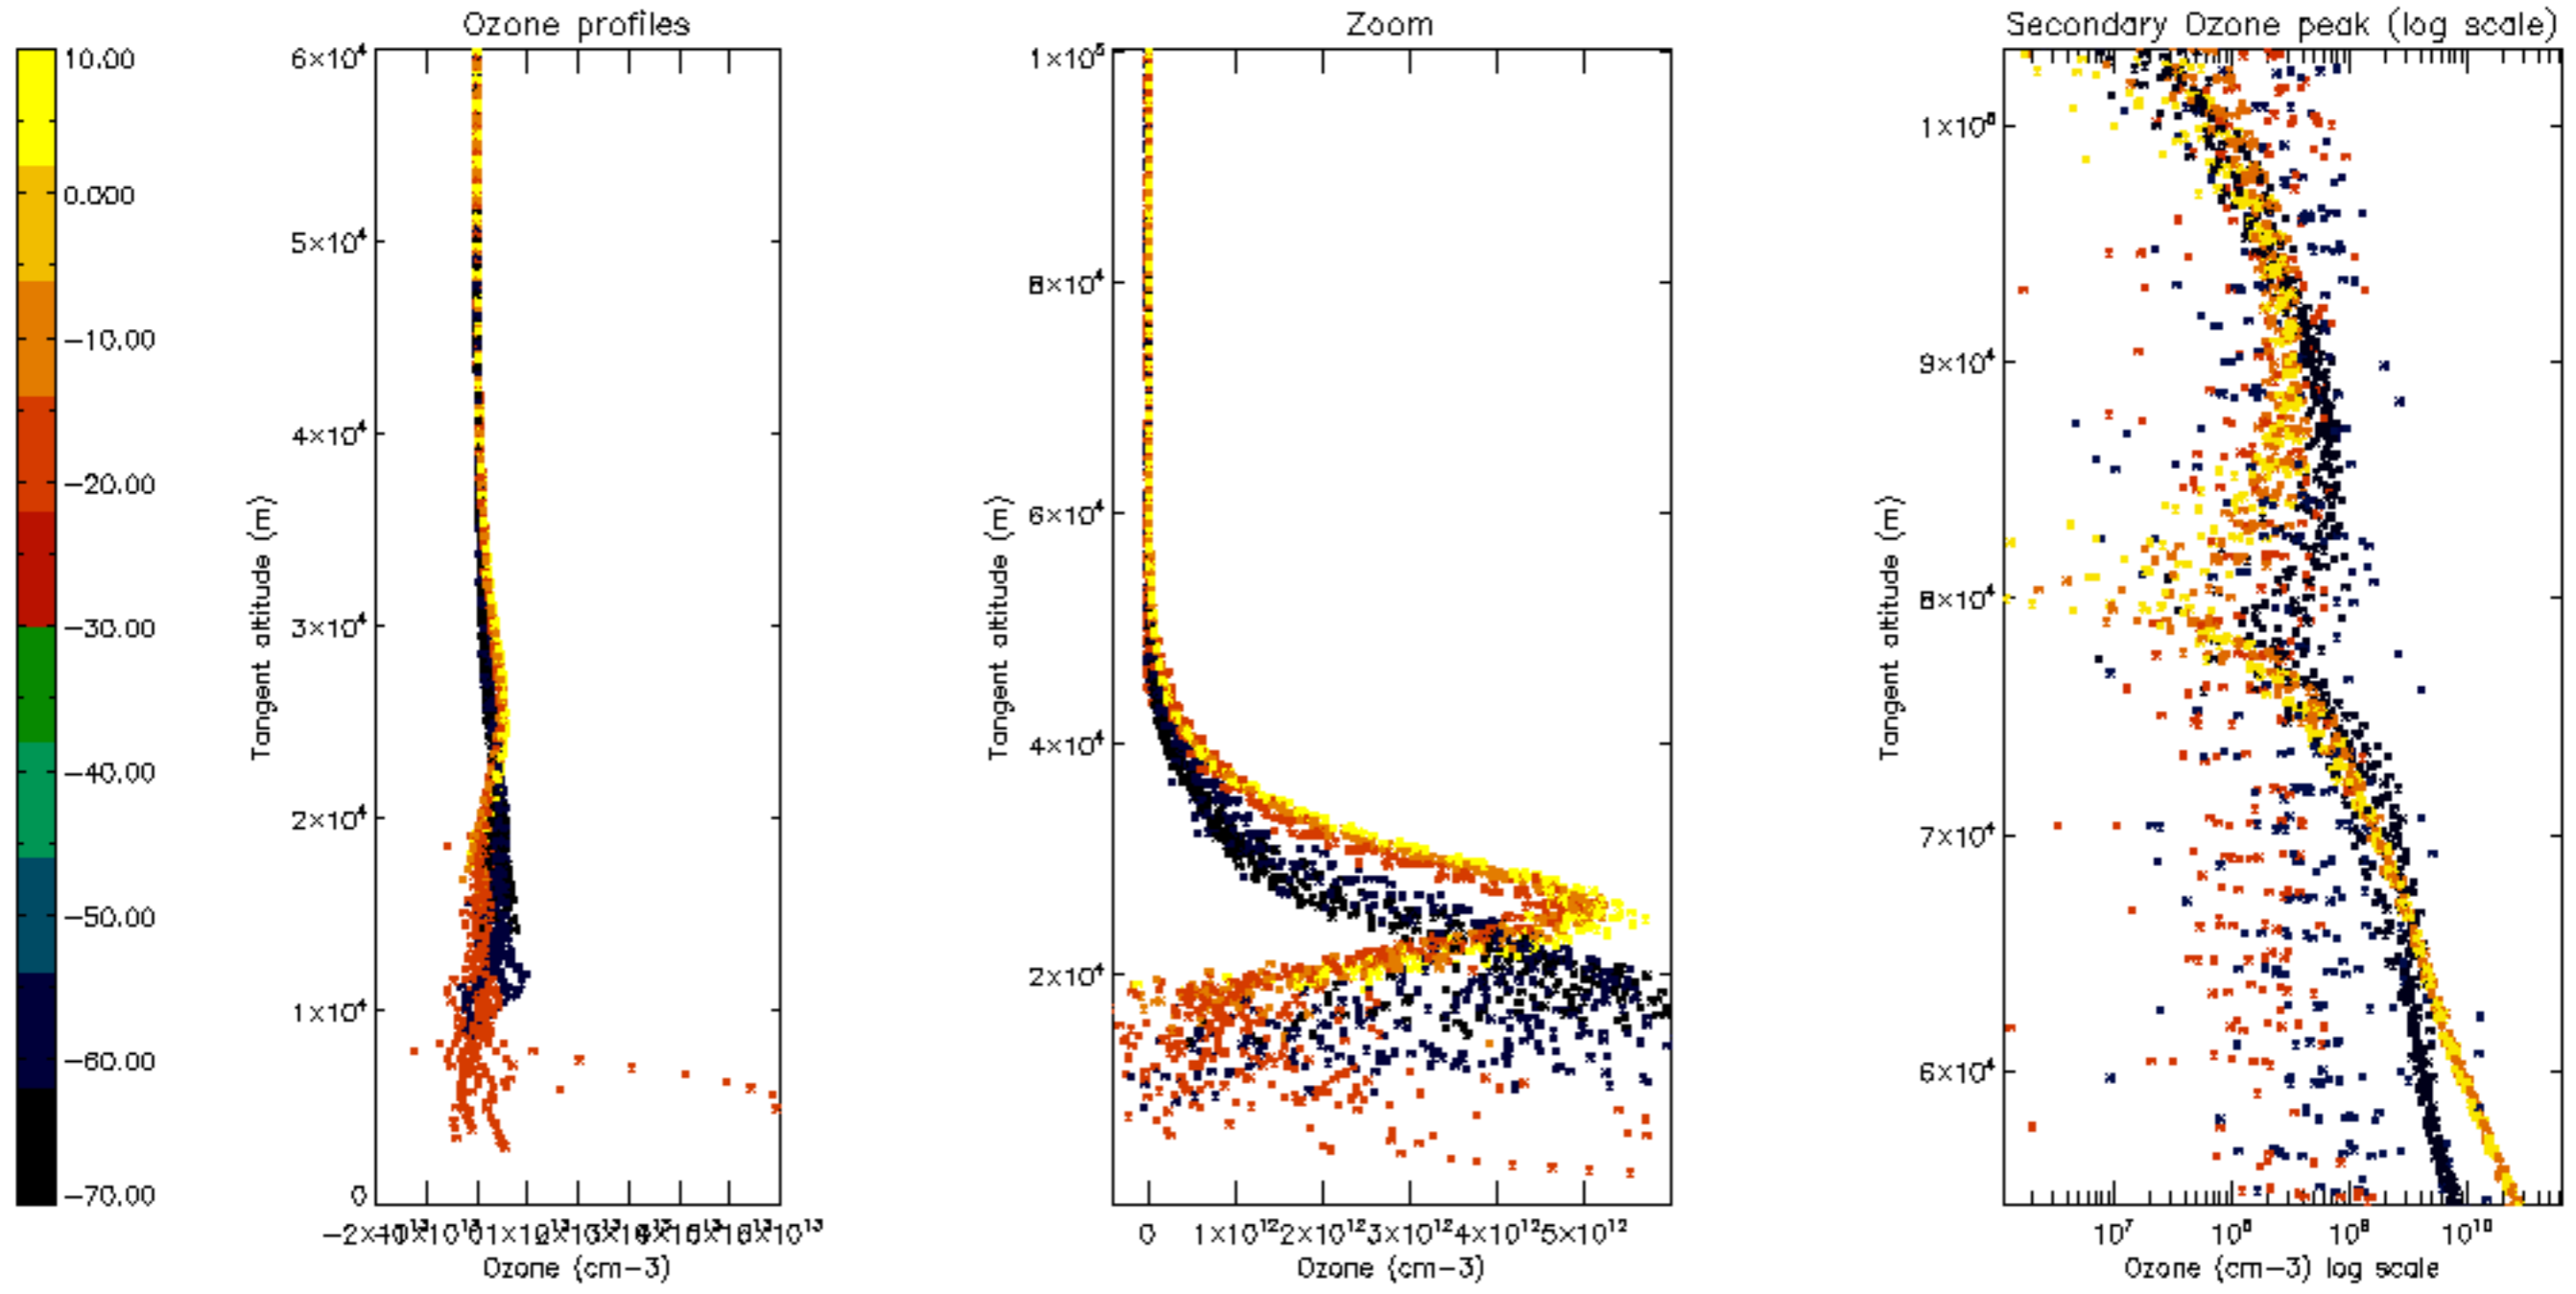 Ozone profiles
Zoom
Secondary Ozone peak (log scale)
10.00
0.000
−10.00
−20.00
−30.00
−40.00
−50.00
−60.00
−70.00
Tangent altitude (m)
6×10⁴
5×10⁴
4×10⁴
3×10⁴
2×10⁴
1×10⁴
0
Ozone (cm−3)
Tangent altitude (m)
1×10⁵
8×10⁴
6×10⁴
4×10⁴
2×10⁴
0 1×10¹² 2×10¹² 3×10¹² 4×10¹² 5×10¹²
Ozone (cm−3)
Tangent altitude (m)
1×10⁵
9×10⁴
8×10⁴
7×10⁴
6×10⁴
10⁷ 10⁸ 10⁹ 10¹⁰
Ozone (cm−3) log scale